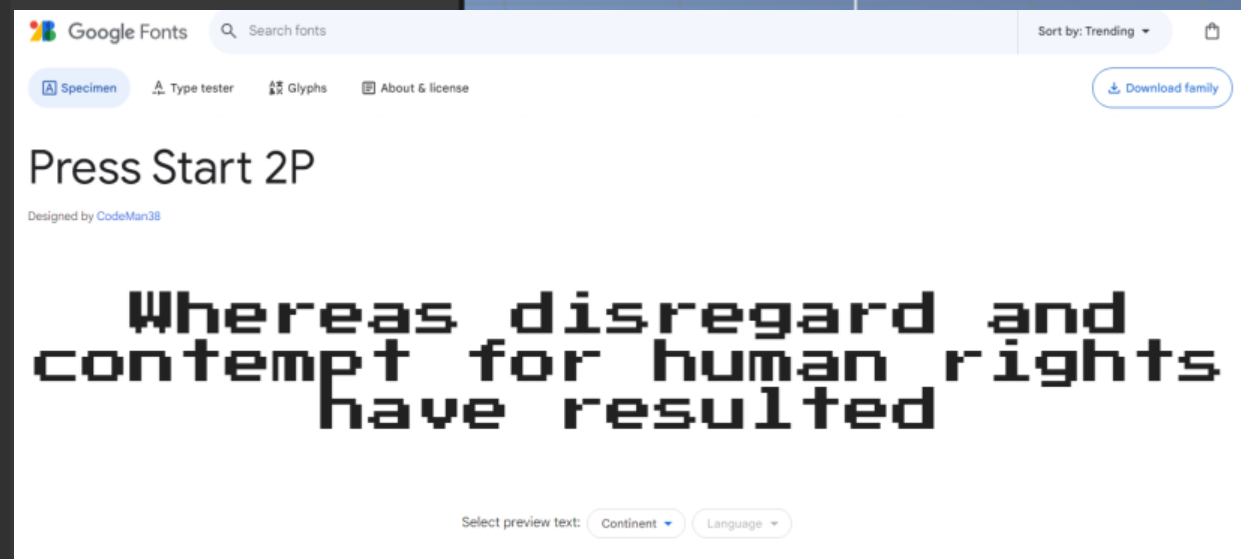 Google Fonts Search fonts Sort by: Trending
Specimen Type tester Glyphs About & license Download family
Press Start 2P
Designed by CodeMan38
Whereas disregard and
contempt for human rights
have resulted
Select preview text: Continent Language